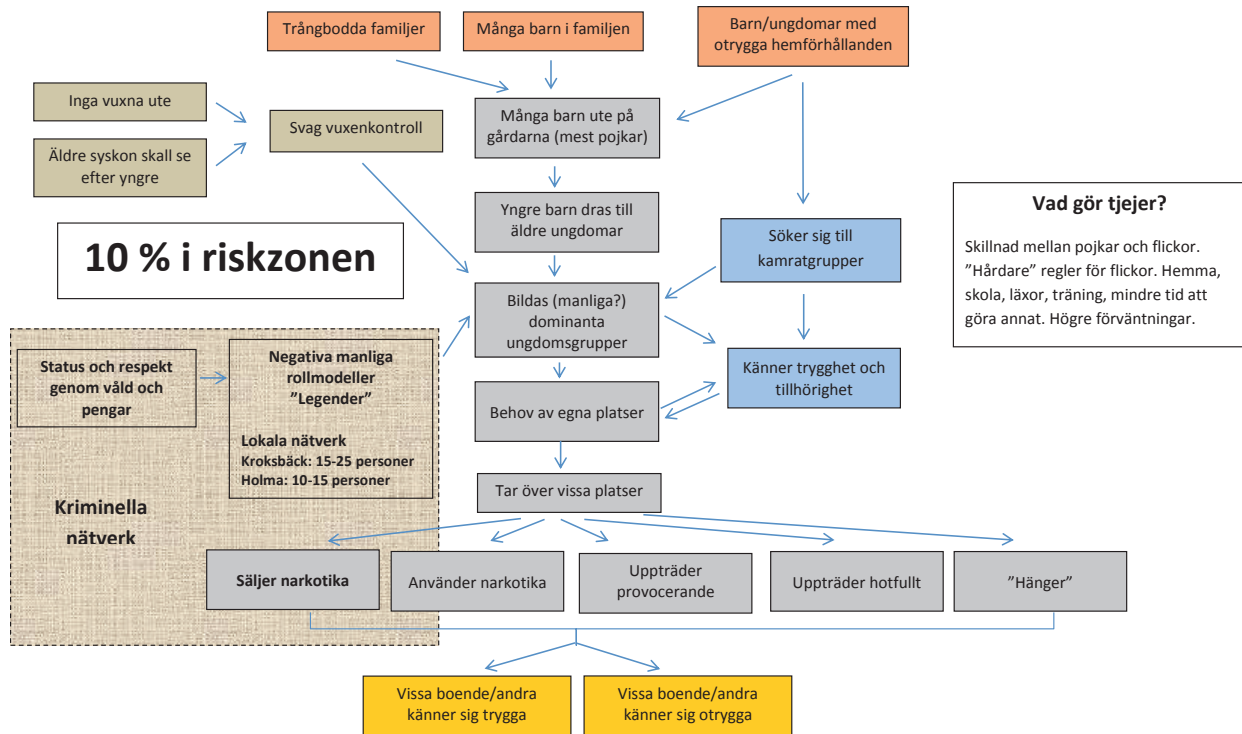 Trångbodda familjer
Många barn i familjen
Barn/ungdomar med
otrygga hemförhållanden
Inga vuxna ute
Äldre syskon skall se
efter yngre
Svag vuxenkontroll
Många barn ute på
gårdarna (mest pojkar)
Yngre barn dras till
äldre ungdomar
Söker sig till
kamratgrupper
Vad gör tjejer?
Skillnad mellan pojkar och flickor.
”Hårdare” regler för flickor. Hemma,
skola, läxor, träning, mindre tid att
göra annat. Högre förväntningar.
10 % i riskzonen
Bildas (manliga?)
dominanta
ungdomsgrupper
Känner trygghet och
tillhörighet
Status och respekt
genom våld och
pengar
Negativa manliga
rollmodeller
”Legender”
Lokala nätverk
Kroksbäck: 15-25 personer
Holma: 10-15 personer
Behov av egna platser
Tar över vissa platser
Kriminella
nätverk
Säljer narkotika
Använder narkotika
Uppträder
provocerande
Uppträder hotfullt
”Hänger”
Vissa boende/andra
känner sig trygga
Vissa boende/andra
känner sig otrygga